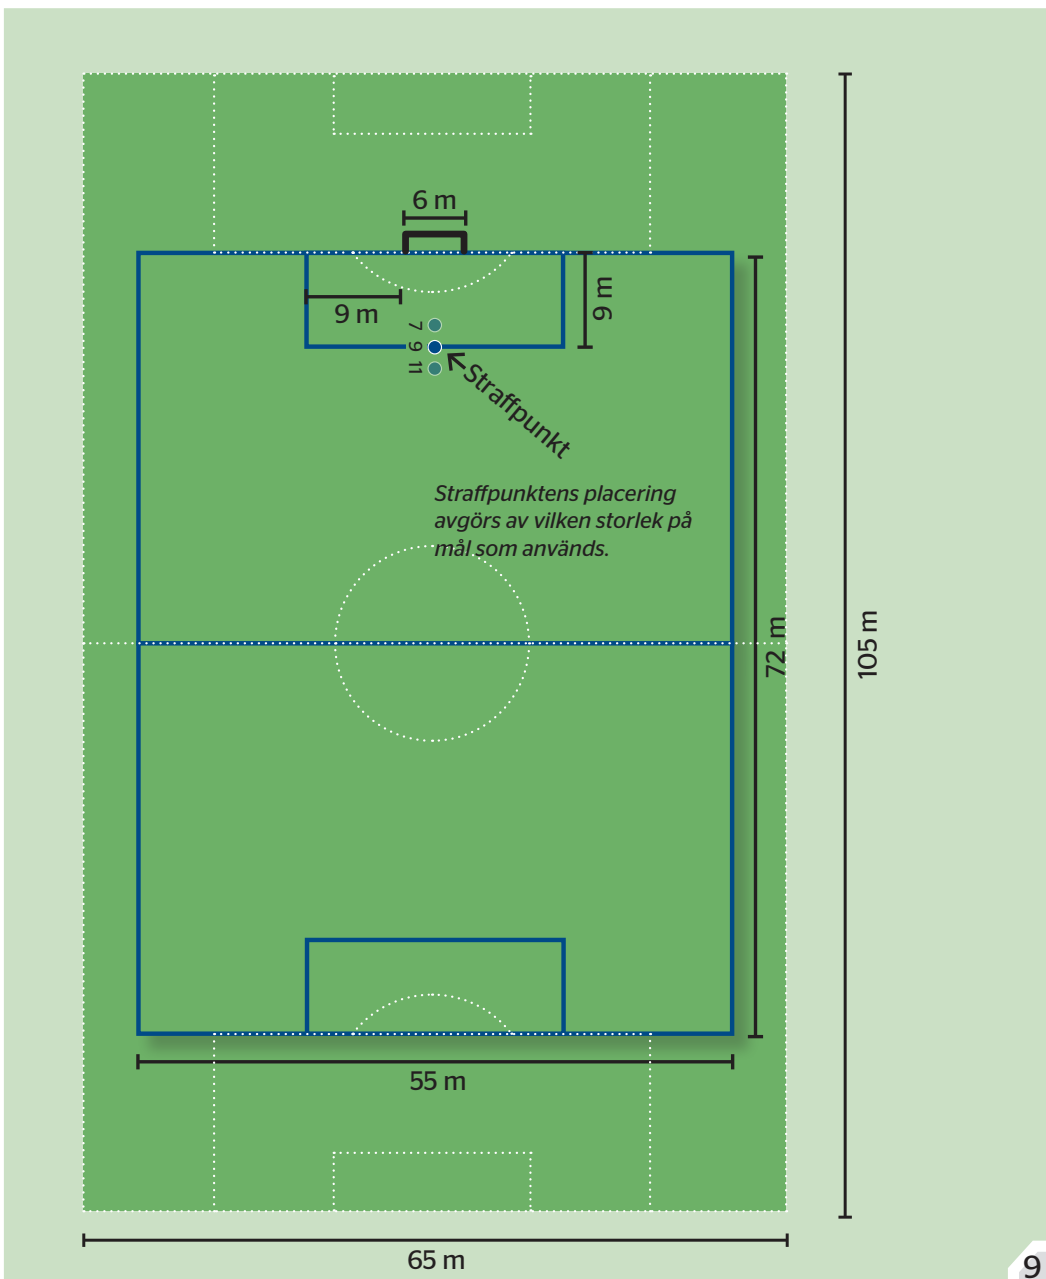 6 m
9 m
9 m
7
9
11
Straffpunkt
Straffpunktens placering
avgörs av vilken storlek på
mål som används.
72 m
105 m
55 m
65 m
9